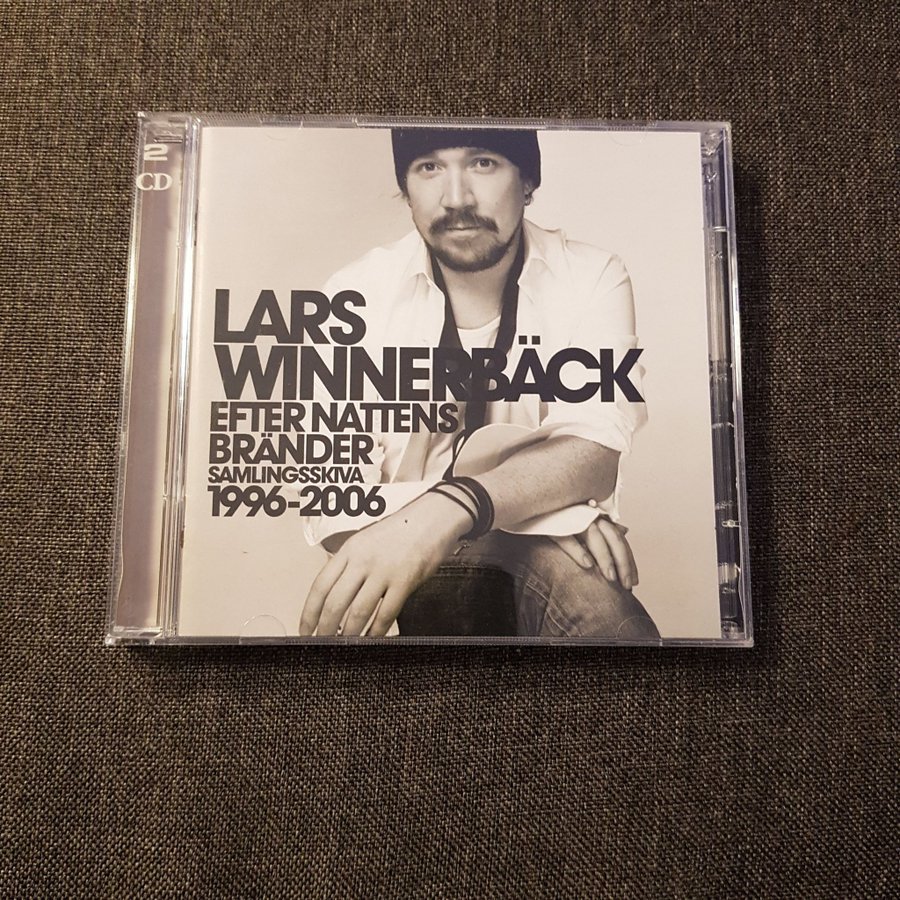 2
CD
LARS
WINNERBÄCK
EFTER NATTENS
BRÄNDER
SAMLINGSSKIVA
1996-2006